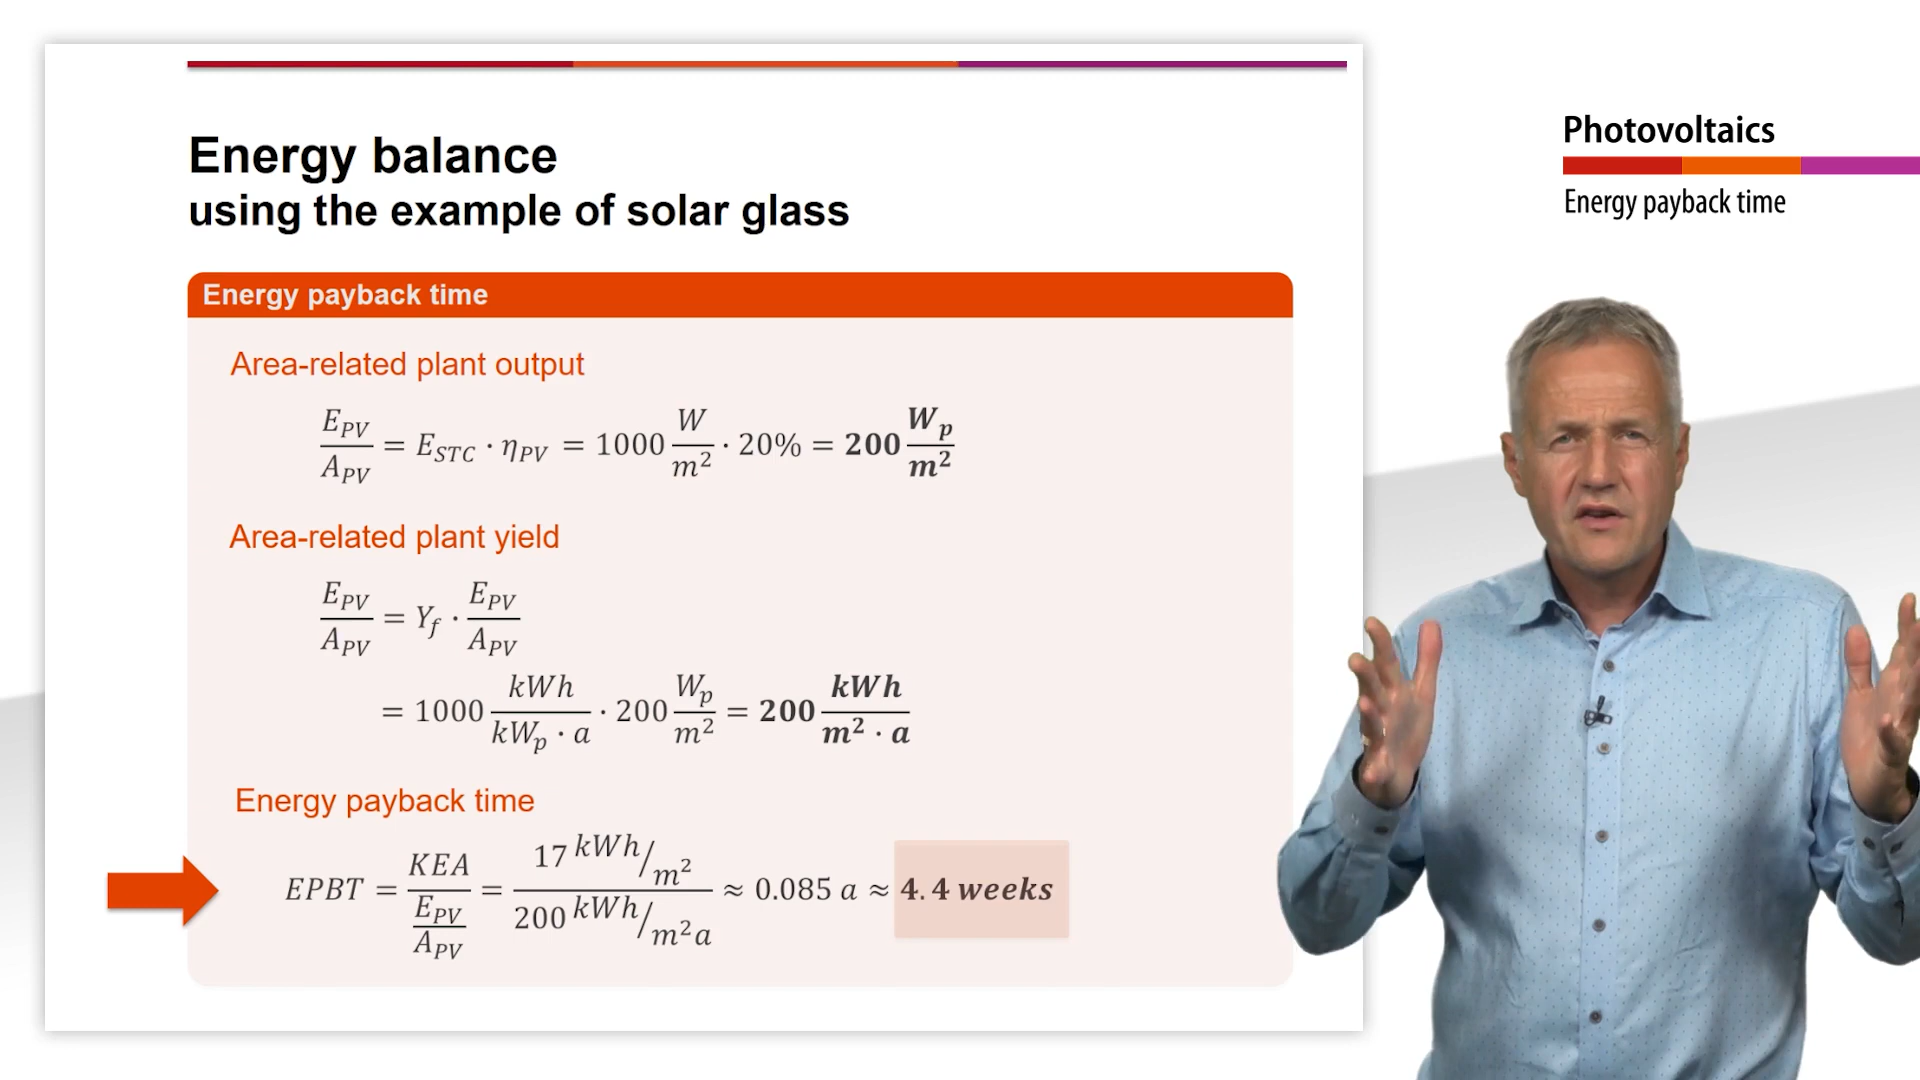 Energy balance
using the example of solar glass
Energy payback time
Area-related plant output
E_PV/A_PV = E_STC · η_PV = 1000 W/m² · 20% = 200 W_p/m²
Area-related plant yield
E_PV/A_PV = Y_f · E_PV/A_PV
= 1000 kWh/(kW_p · a) · 200 W_p/m² = 200 kWh/(m² · a)
Energy payback time
EPBT = KEA/(E_PV/A_PV) = (17 kWh/m²)/(200 kWh/m²a) ≈ 0.085 a ≈ 4.4 weeks
Photovoltaics
Energy payback time